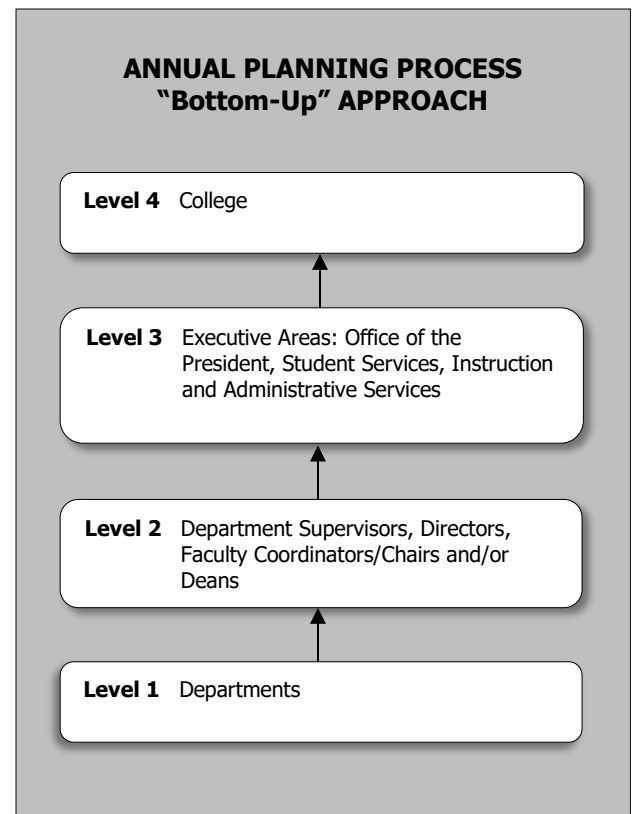 ANNUAL PLANNING PROCESS
“Bottom-Up” APPROACH
Level 4 College
Level 3 Executive Areas: Office of the
President, Student Services, Instruction
and Administrative Services
Level 2 Department Supervisors, Directors,
Faculty Coordinators/Chairs and/or
Deans
Level 1 Departments